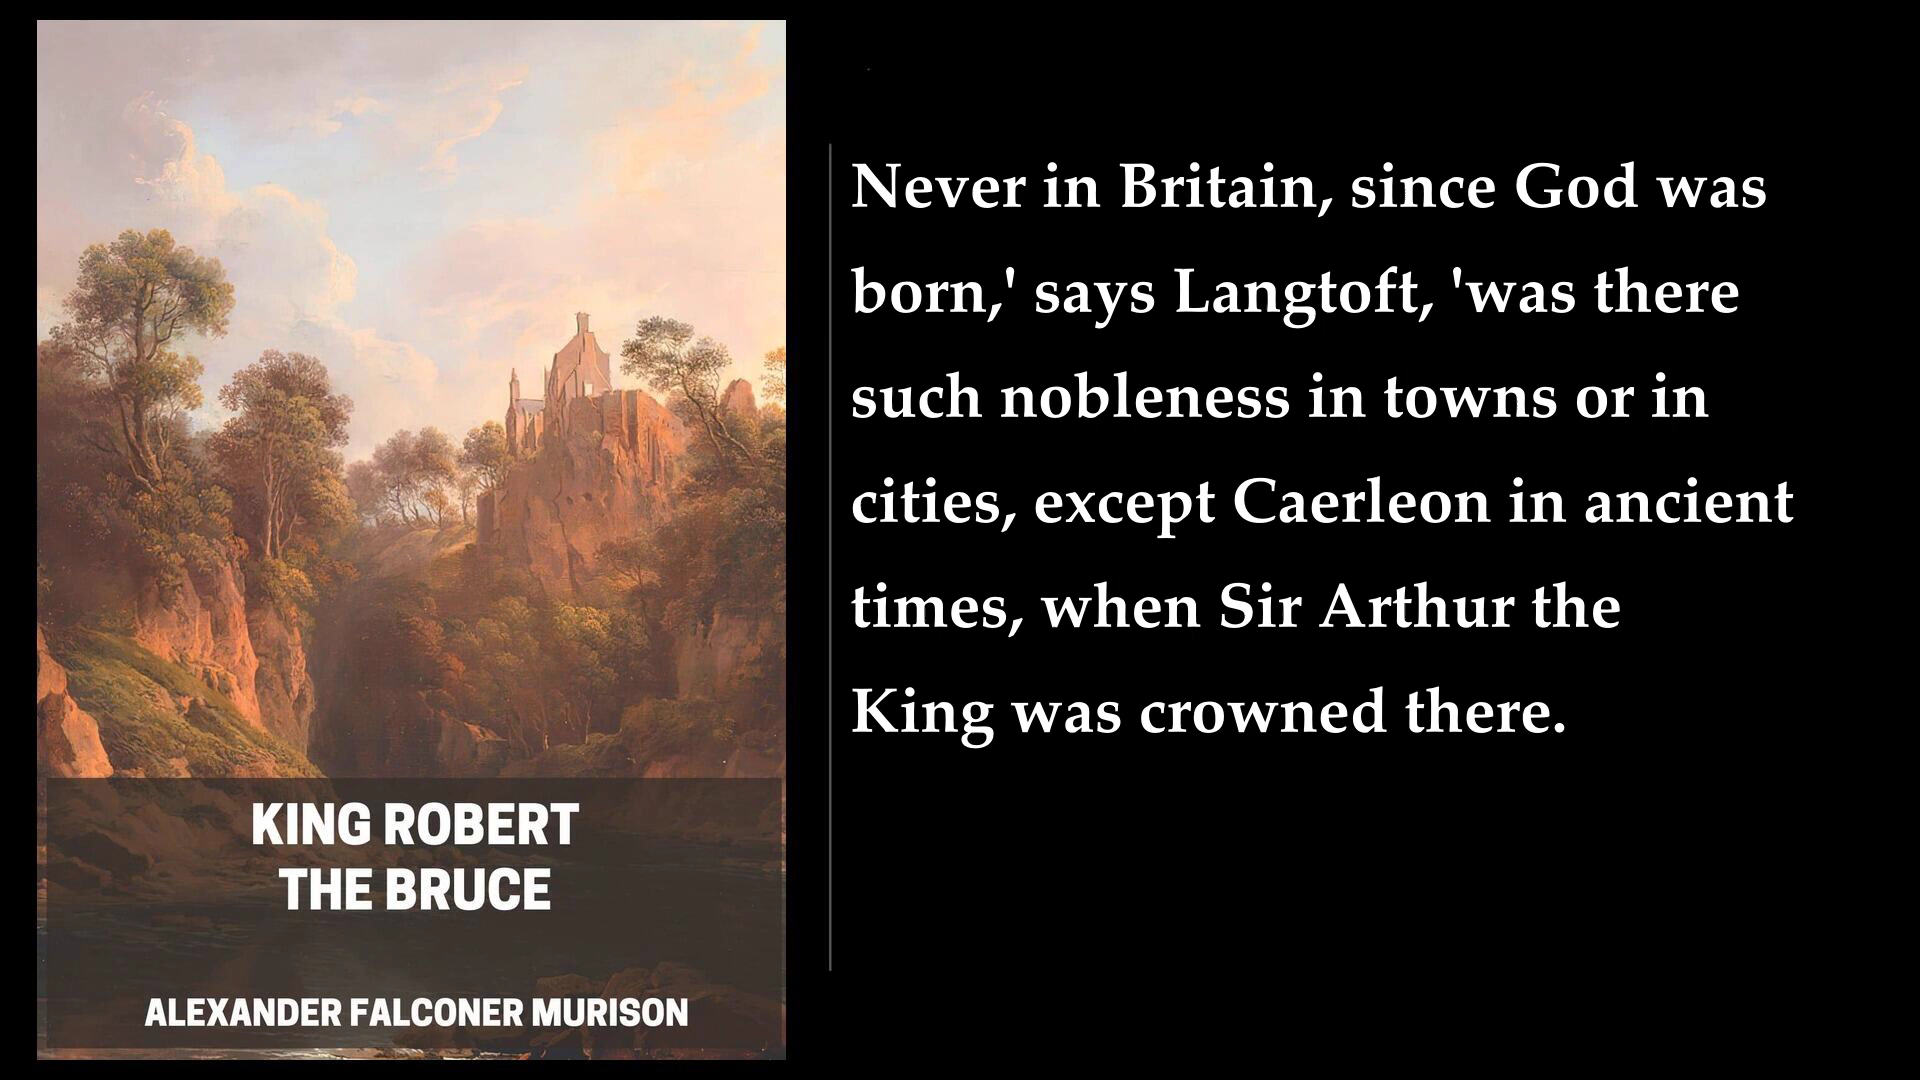 Never in Britain, since God was
born,' says Langtoft, 'was there
such nobleness in towns or in
cities, except Caerleon in ancient
times, when Sir Arthur the
King was crowned there.
KING ROBERT
THE BRUCE
ALEXANDER FALCONER MURISON